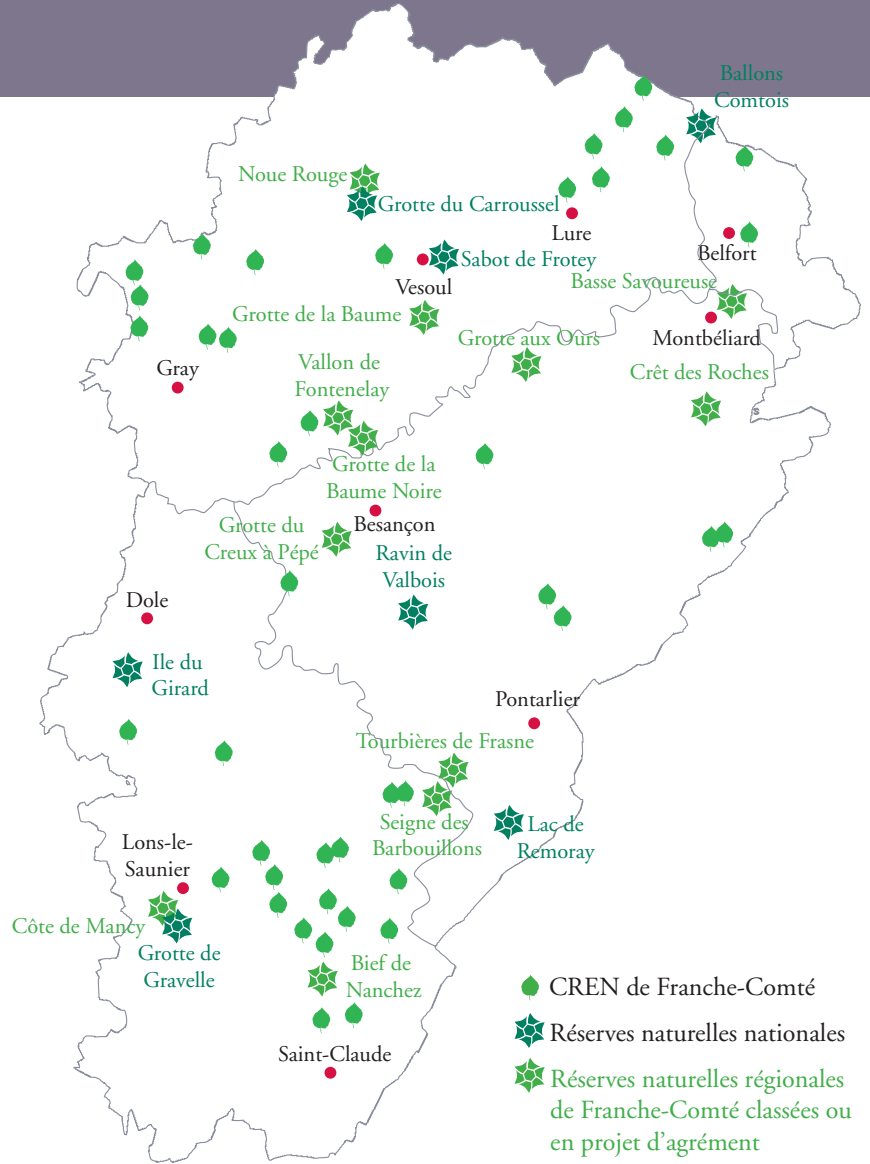 Ballons
Comtois
Noue Rouge
Grotte du Carroussel
Lure
Belfort
Sabot de Frotey
Vesoul
Basse Savoureuse
Grotte de la Baume
Montbéliard
Grotte aux Ours
Gray
Vallon de
Fontenelay
Crêt des Roches
s
Grotte de la
Baume Noire
Besançon
Grotte du
Creux à Pépé
Ravin de
Valbois
Dole
Ile du
Girard
Pontarlier
Tourbières de Frasne
Seigne des
Barbouillons
Lac de
Remoray
Lons-le-
Saunier
Côte de Mancy
Grotte de
Gravelle
Bief de
Nanchez
Saint-Claude
CREN de Franche-Comté
Réserves naturelles nationales
Réserves naturelles régionales
de Franche-Comté classées ou
en projet d'agrément